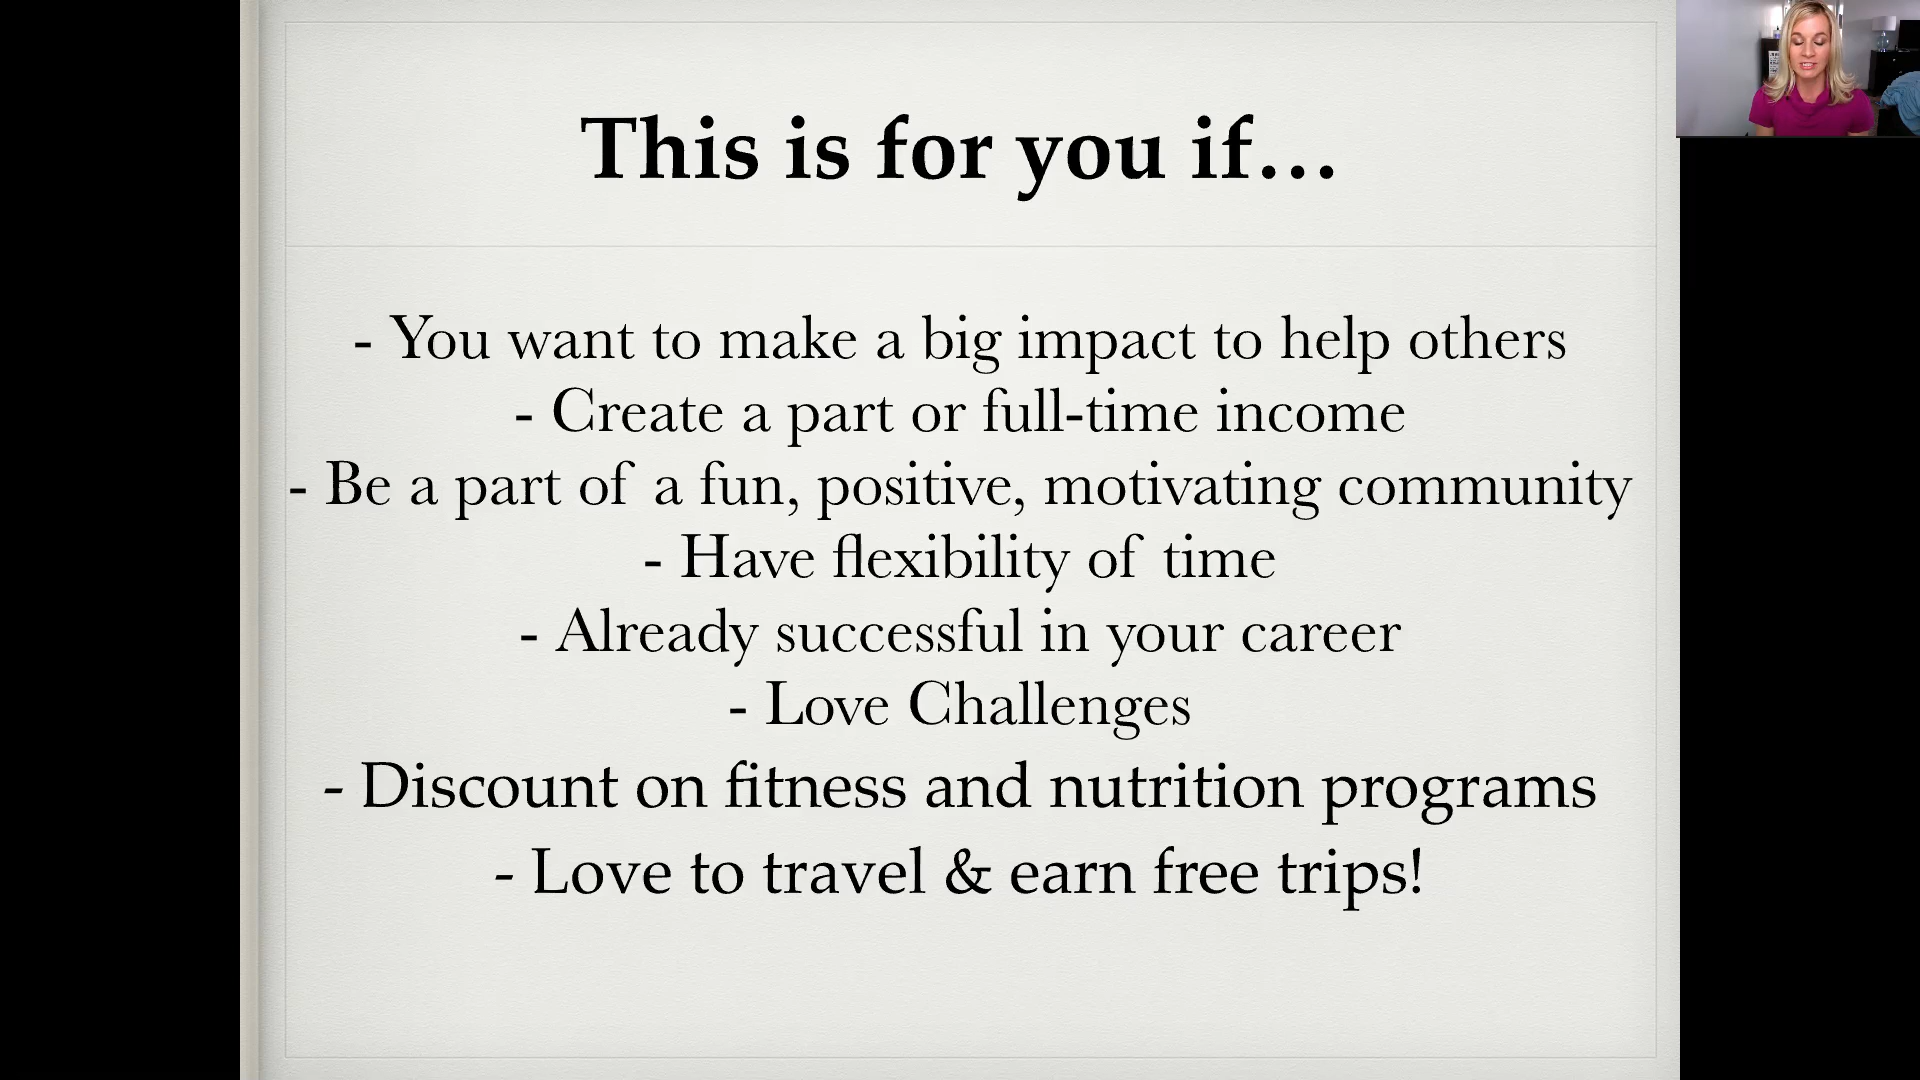 This is for you if...
- You want to make a big impact to help others
- Create a part or full-time income
- Be a part of a fun, positive, motivating community
- Have flexibility of time
- Already successful in your career
- Love Challenges
- Discount on fitness and nutrition programs
- Love to travel & earn free trips!